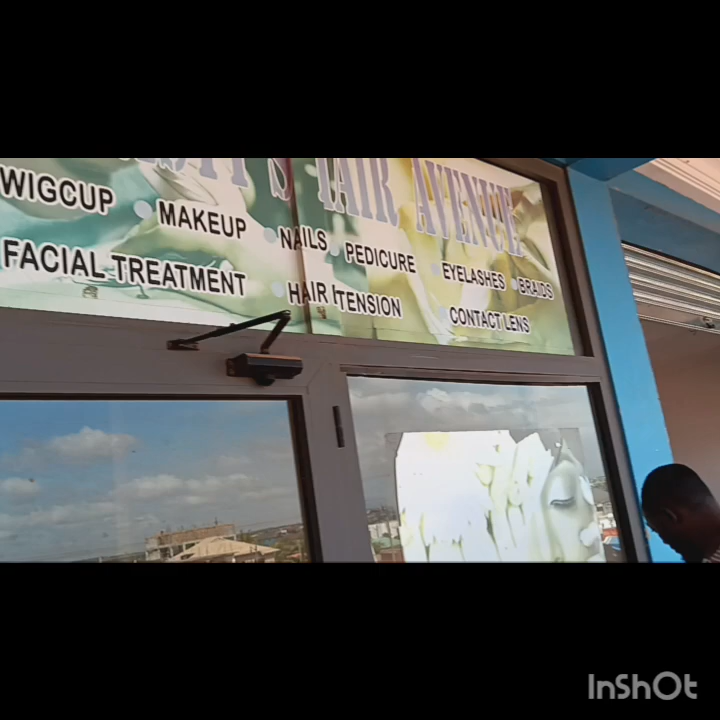 HAIR AVENUE
WIGCUP MAKEUP NAILS PEDICURE EYELASHES BRAIDS
FACIAL TREATMENT HAIR TENSION CONTACT LENS
InShOt